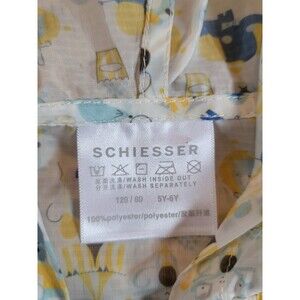 SCHIESSER
/WASH INSIDE OUT
/WASH SEPARATELY
120 / 60 5Y-6Y
100%polyester/polyester/